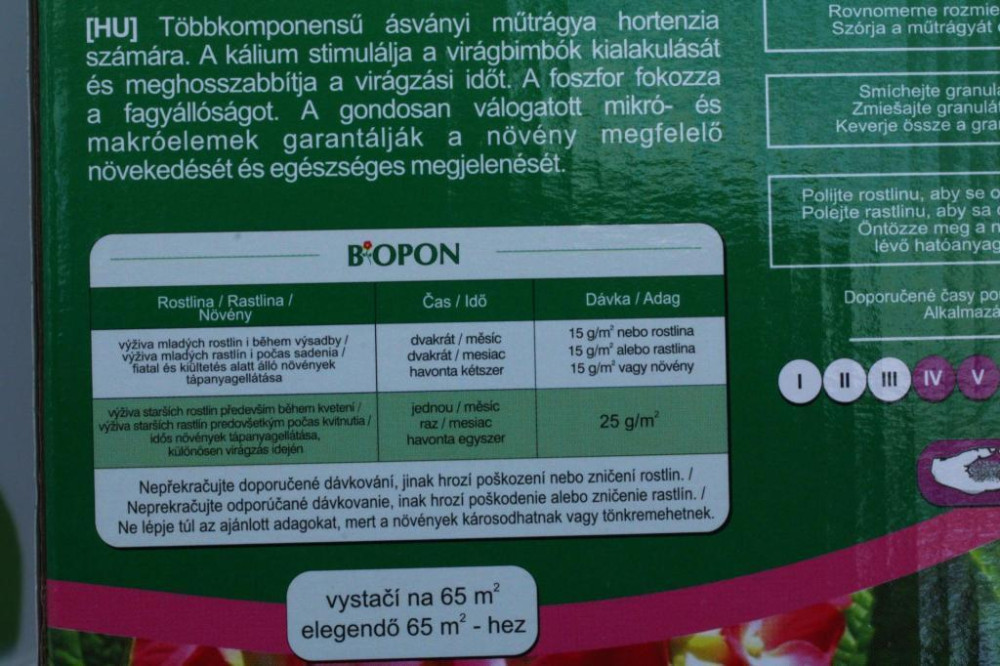 [HU] Többkomponensű ásványi műtrágya hortenzia
számára. A kálium stimulálja a virágbimbók kialakulását
és meghosszabbítja a virágzási időt. A foszfor fokozza
a fagyállóságot. A gondosan válogatott mikró- és
makróelemek garantálják a növény megfelelő
növekedését és egészséges megjelenését.
BIOPON
Rostlina / Rastlina /
Növény
Čas / Idő
Dávka / Adag
výživa mladých rostlin i během výsadby /
výživa mladých rastlín i počas sadenia /
fiatal és kiültetés alatt álló növények
tápanyagellátása
dvakrát / měsíc
dvakrát / mesiac
havonta kétszer
15 g/m² nebo rostlina
15 g/m² alebo rastlina
15 g/m² vagy növény
výživa starších rostlin především během kvetení /
výživa starších rastlín predovšetkým počas kvitnutia /
idős növények tápanyagellátása,
különösen virágzás idején
jednou / měsíc
raz / mesiac
havonta egyszer
25 g/m²
Nepřekračujte doporučené dávkování, jinak hrozí poškození nebo zničení rostlin. /
Neprekračujte odporúčané dávkovanie, inak hrozí poškodenie alebo zničenie rastlín. /
Ne lépje túl az ajánlott adagokat, mert a növények károsodhatnak vagy tönkremehetnek.
vystačí na 65 m²
elegendő 65 m² - hez
Rovnoměrně
Szórja a műtrágyát
Smíchejte
Zmiešajte
Keverje össze a
Polijte rostlinu, aby se
Polejte rastlinu, aby sa
Öntözze meg a
lévő
Doporučené časy
I II III IV V